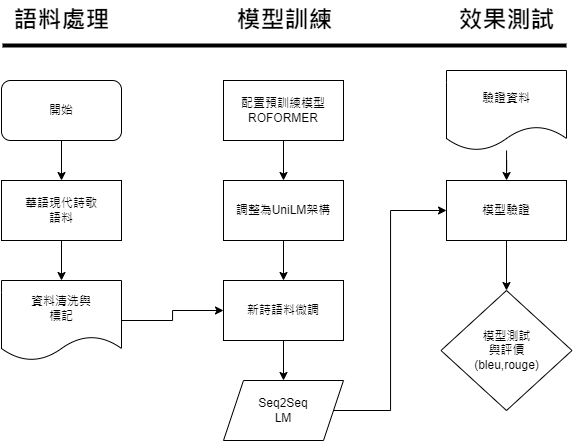 語料處理
模型訓練
效果測試
開始
華語現代詩歌
語料
資料清洗與
標記
配置預訓練模型
ROFORMER
調整為UniLM架構
新詩語料微調
Seq2Seq
LM
驗證資料
模型驗證
模型測試
與評價
(bleu,rouge)